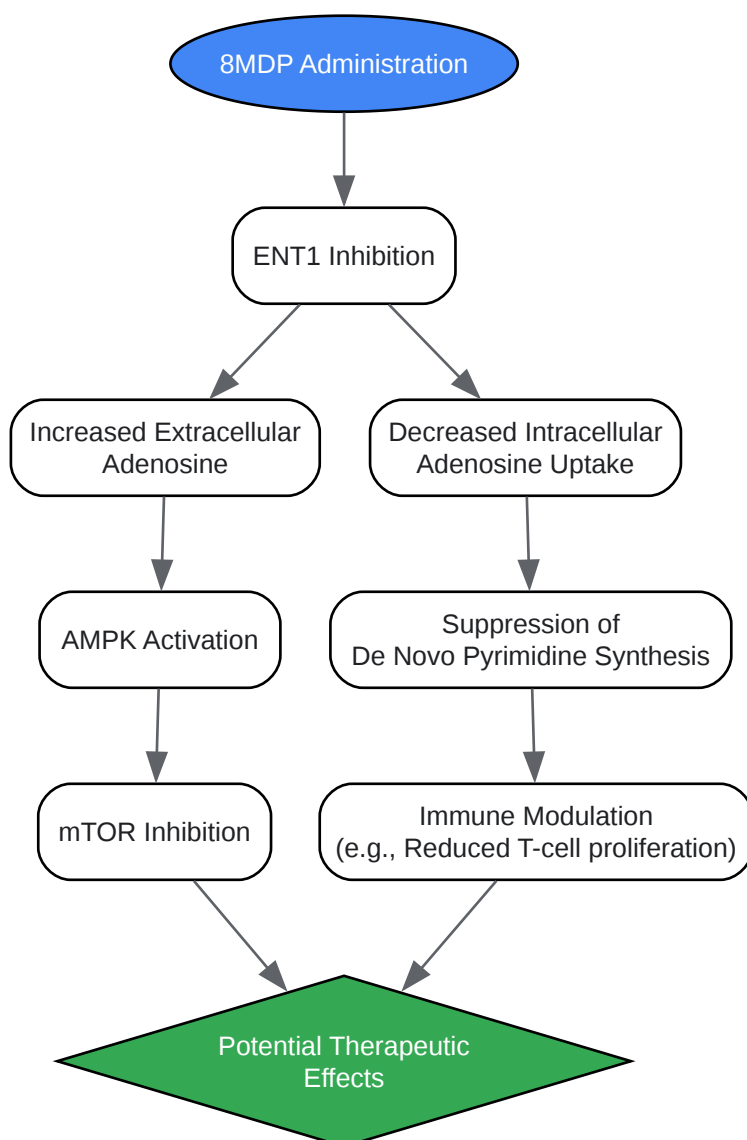 8MDP Administration
ENT1 Inhibition
Increased Extracellular
Adenosine
Decreased Intracellular
Adenosine Uptake
AMPK Activation
Suppression of
De Novo Pyrimidine Synthesis
mTOR Inhibition
Immune Modulation
(e.g., Reduced T-cell proliferation)
Potential Therapeutic
Effects